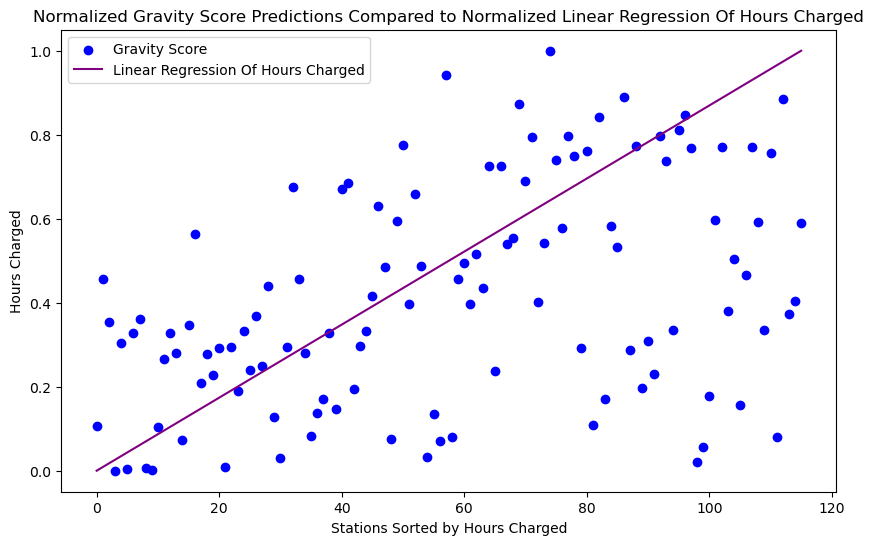 Normalized Gravity Score Predictions Compared to Normalized Linear Regression Of Hours Charged
Gravity Score
Linear Regression Of Hours Charged
1.0
0.8
0.6
0.4
0.2
0.0
Hours Charged
0
20
40
60
80
100
120
Stations Sorted by Hours Charged